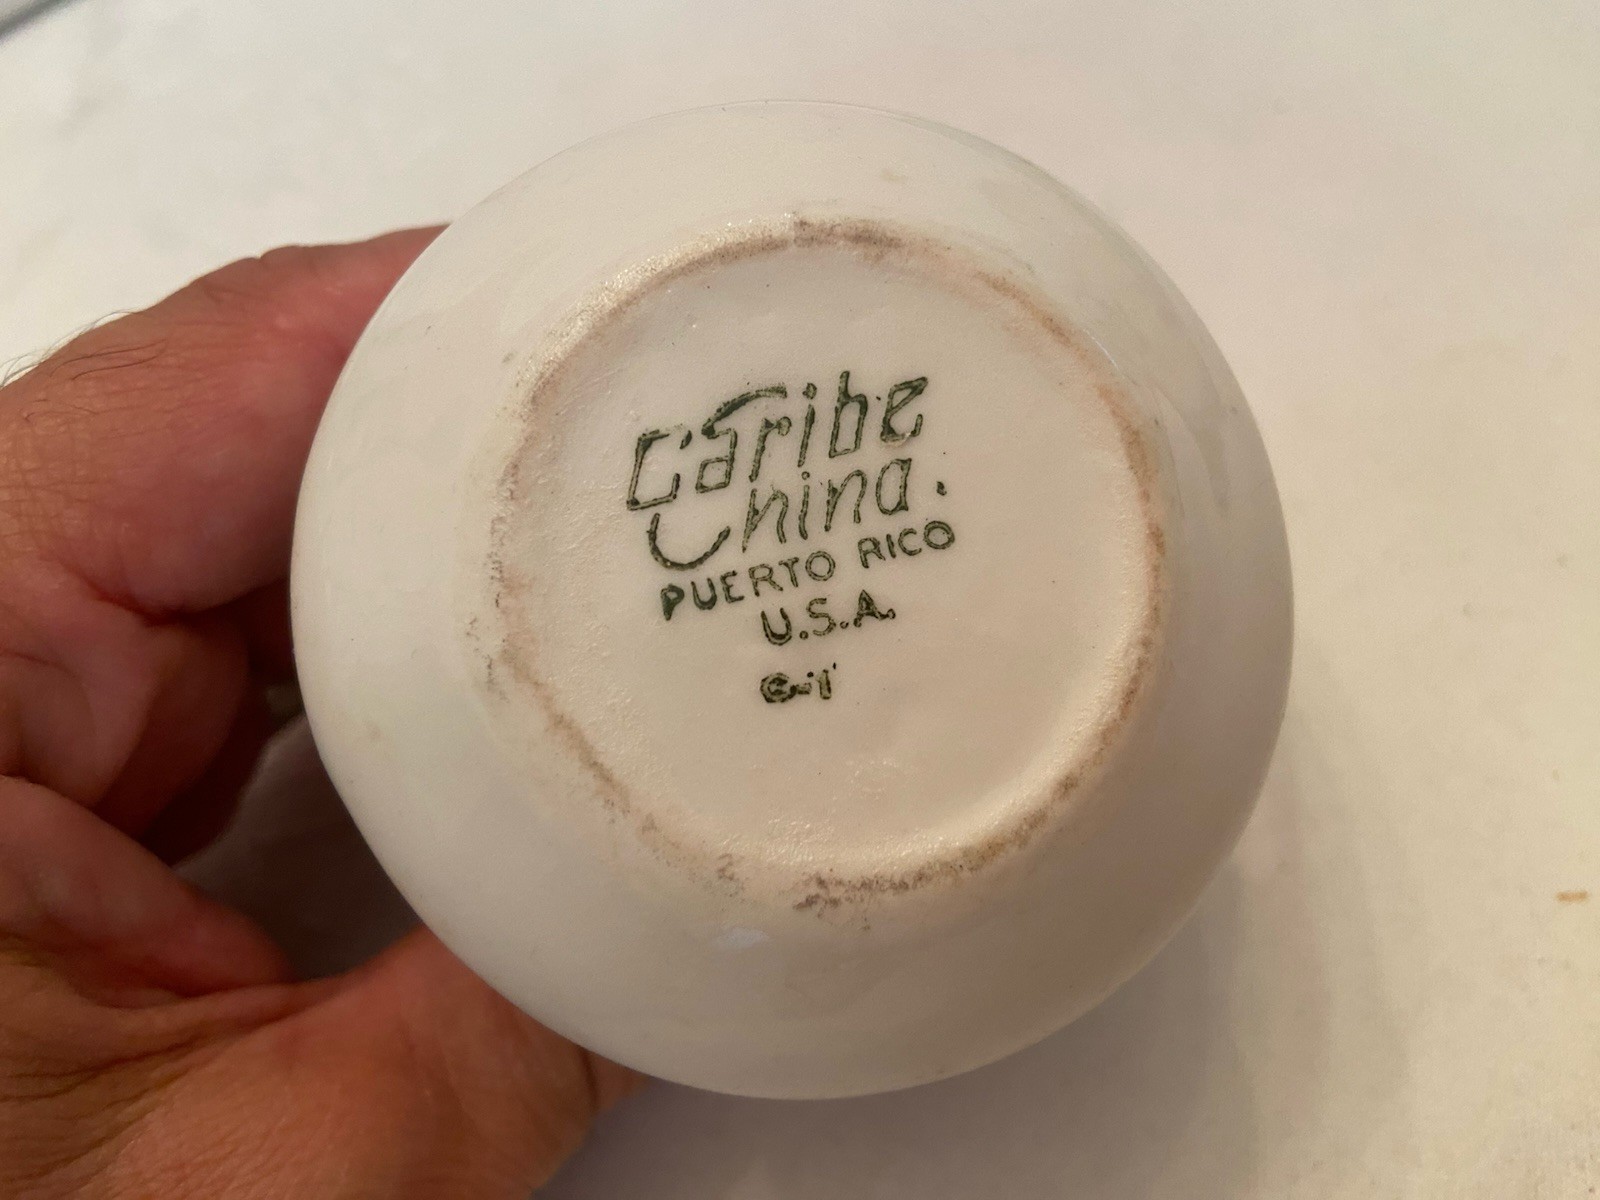 Caribe
China.
PUERTO RICO
U.S.A.